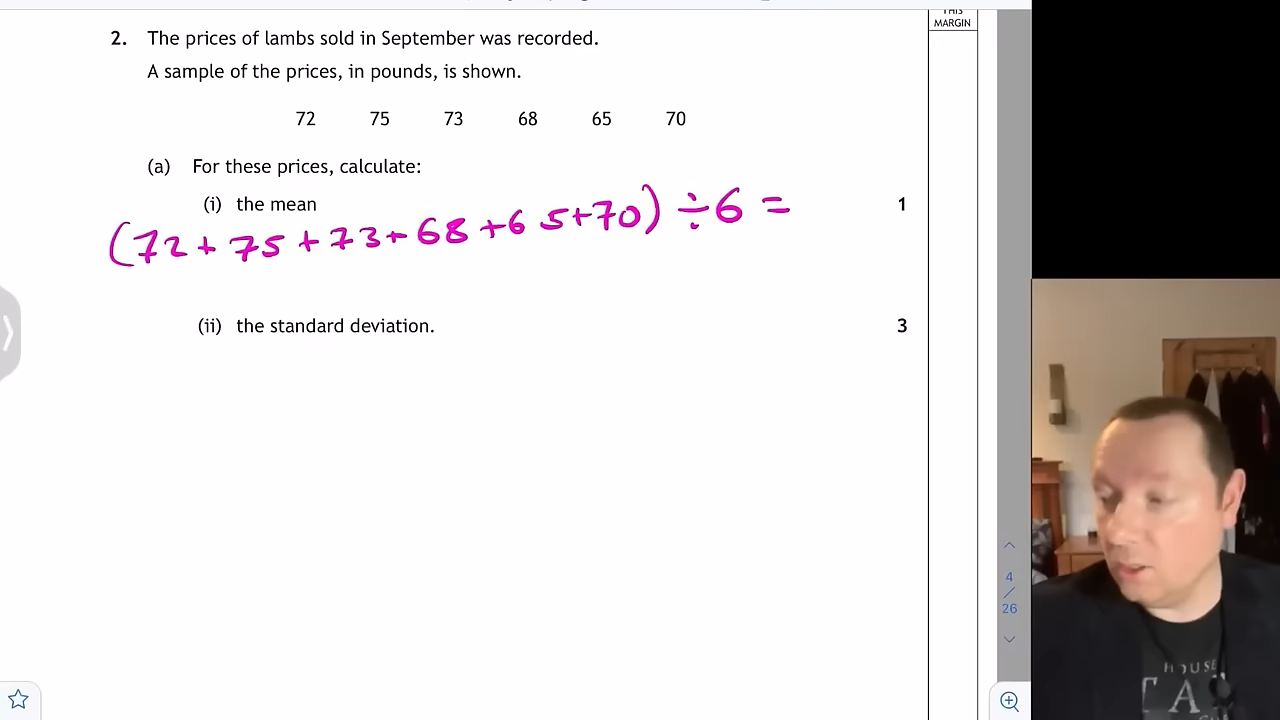 THIS
MARGIN
2. The prices of lambs sold in September was recorded.
A sample of the prices, in pounds, is shown.
72 75 73 68 65 70
(a) For these prices, calculate:
(i) the mean 1
(72+75+73+68+65+70) ÷6 =
(ii) the standard deviation. 3
4
/
26
HOUSE